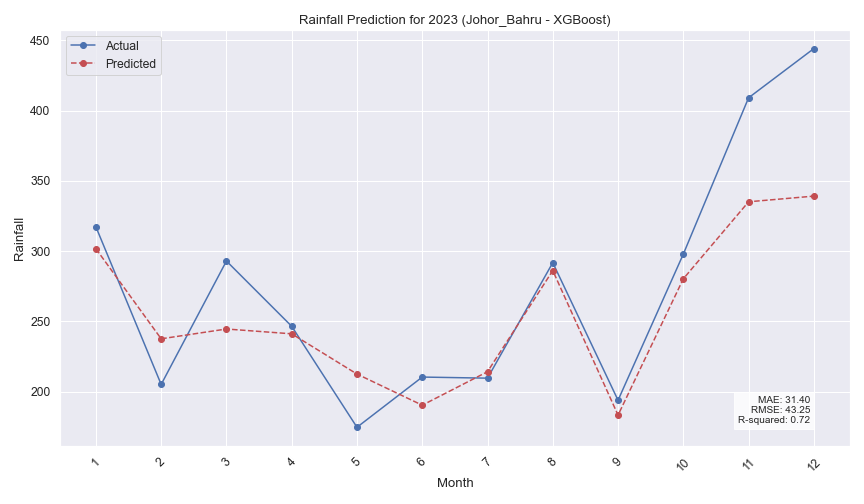 Rainfall Prediction for 2023 (Johor_Bahru - XGBoost)
Actual
Predicted
450
400
350
300
250
200
Rainfall
1 2 3 4 5 6 7 8 9 10 11 12
Month
MAE: 31.40
RMSE: 43.25
R-squared: 0.72